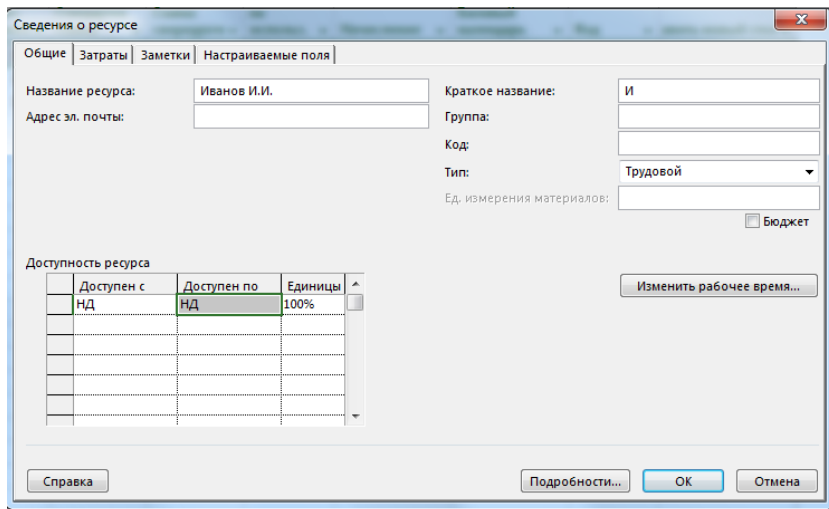 Сведения о ресурсе
Общие Затраты Заметки Настраиваемые поля
Название ресурса: Иванов И.И. Краткое название: И
Адрес эл. почты: Группа:
Код:
Тип: Трудовой
Ед. измерения материалов:
Бюджет
Доступность ресурса
Доступен с Доступен по Единицы
НД НД 100%
Изменить рабочее время...
Справка Подробности... ОК Отмена